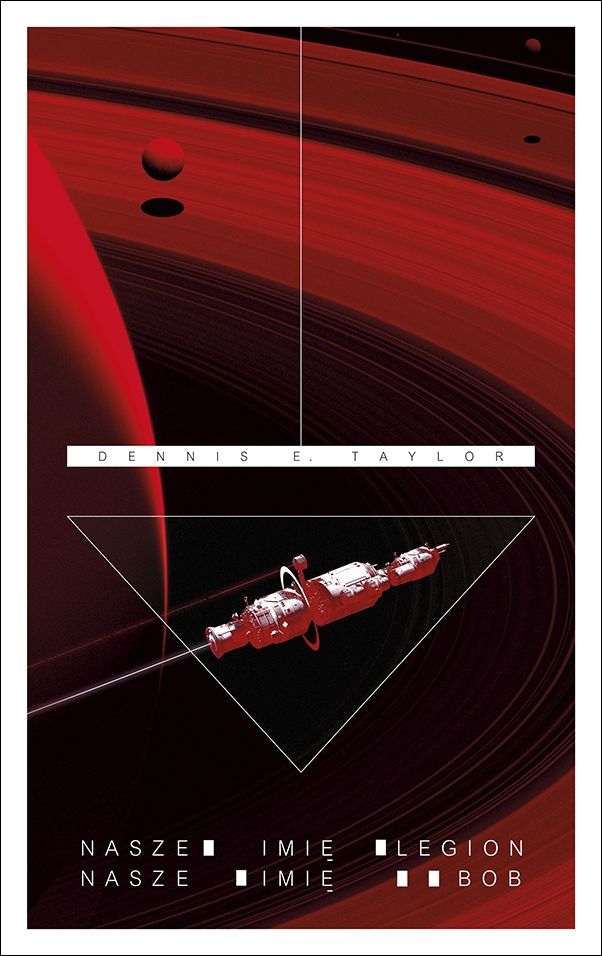 DENNIS E. TAYLOR
NASZE IMIĘ LEGION
NASZE IMIĘ BOB